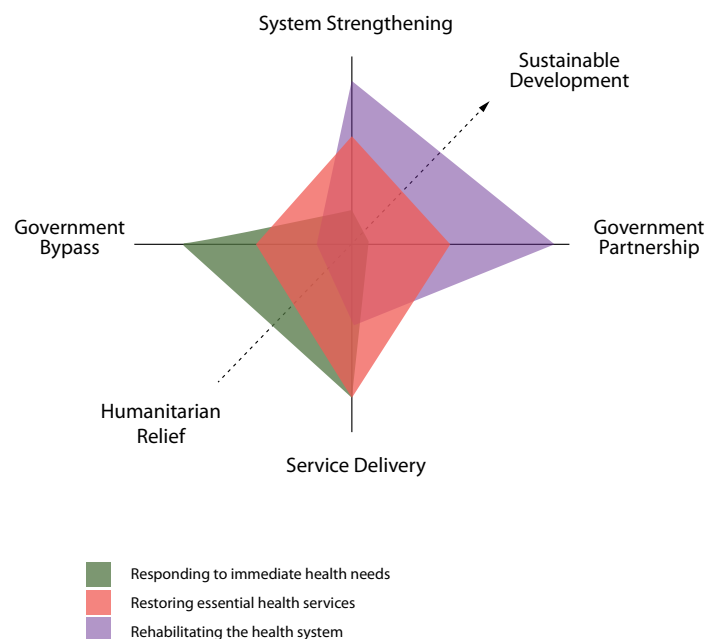 System Strengthening
Sustainable
Development
Government
Bypass
Government
Partnership
Humanitarian
Relief
Service Delivery
Responding to immediate health needs
Restoring essential health services
Rehabilitating the health system